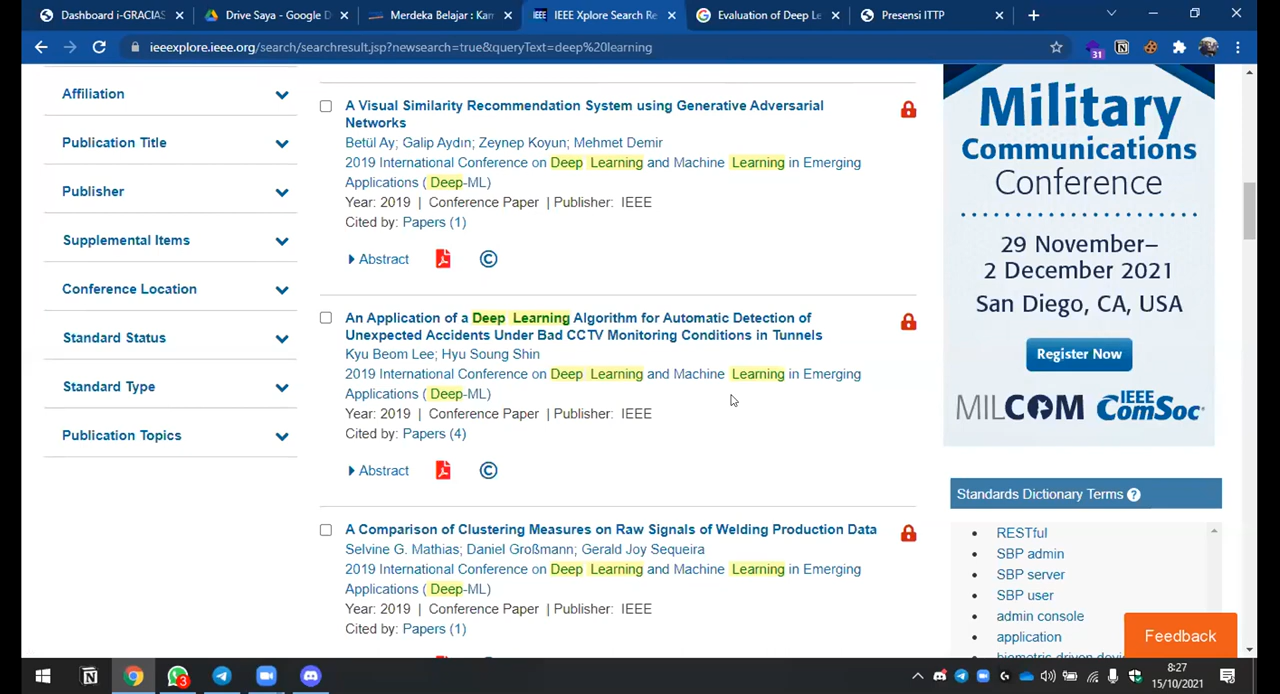 Dashboard i-GRACIAS
Drive Saya - Google D
Merdeka Belajar : Kam
IEEE Xplore Search Re
Evaluation of Deep Le
Presensi ITTP
ieeexplore.ieee.org/search/searchresult.jsp?newsearch=true&queryText=deep%20learning
31
Affiliation
Publication Title
Publisher
Supplemental Items
Conference Location
Standard Status
Standard Type
Publication Topics
A Visual Similarity Recommendation System using Generative Adversarial
Networks
Betül Ay; Galip Aydın; Zeynep Koyun; Mehmet Demir
2019 International Conference on Deep Learning and Machine Learning in Emerging
Applications (Deep-ML)
Year: 2019 | Conference Paper | Publisher: IEEE
Cited by: Papers (1)
Abstract
An Application of a Deep Learning Algorithm for Automatic Detection of
Unexpected Accidents Under Bad CCTV Monitoring Conditions in Tunnels
Kyu Beom Lee; Hyu Soung Shin
2019 International Conference on Deep Learning and Machine Learning in Emerging
Applications (Deep-ML)
Year: 2019 | Conference Paper | Publisher: IEEE
Cited by: Papers (4)
Abstract
A Comparison of Clustering Measures on Raw Signals of Welding Production Data
Selvine G. Mathias; Daniel Großmann; Gerald Joy Sequeira
2019 International Conference on Deep Learning and Machine Learning in Emerging
Applications (Deep-ML)
Year: 2019 | Conference Paper | Publisher: IEEE
Cited by: Papers (1)
Military
Communications
Conference
29 November–
2 December 2021
San Diego, CA, USA
Register Now
MILCOM IEEE ComSoc
Standards Dictionary Terms ?
RESTful
SBP admin
SBP server
SBP user
admin console
application
Feedback
3
8:27
15/10/2021